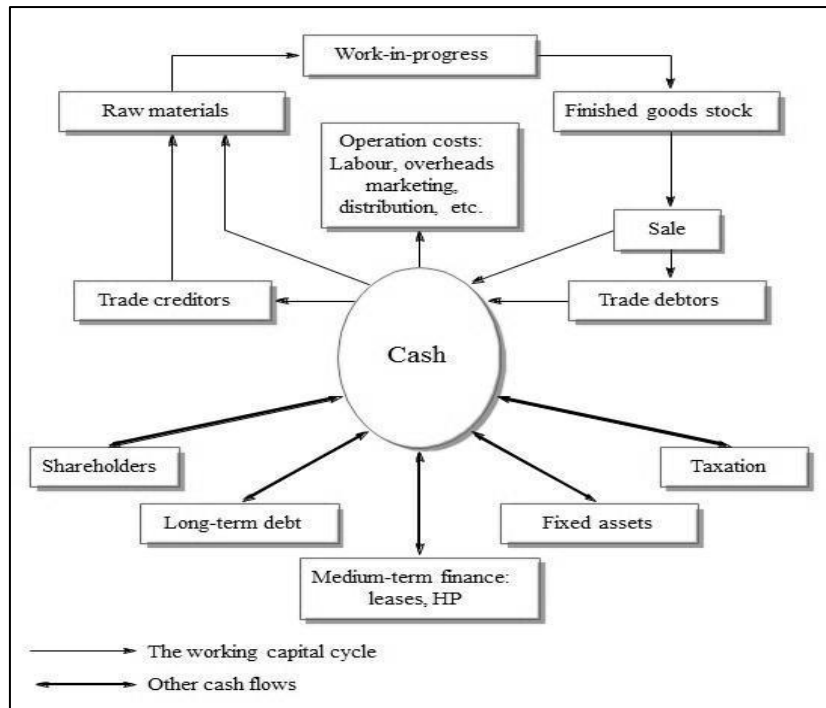 Work-in-progress
Raw materials
Finished goods stock
Operation costs:
Labour, overheads
marketing,
distribution, etc.
Sale
Trade creditors
Trade debtors
Cash
Shareholders
Taxation
Long-term debt
Fixed assets
Medium-term finance:
leases, HP
The working capital cycle
Other cash flows